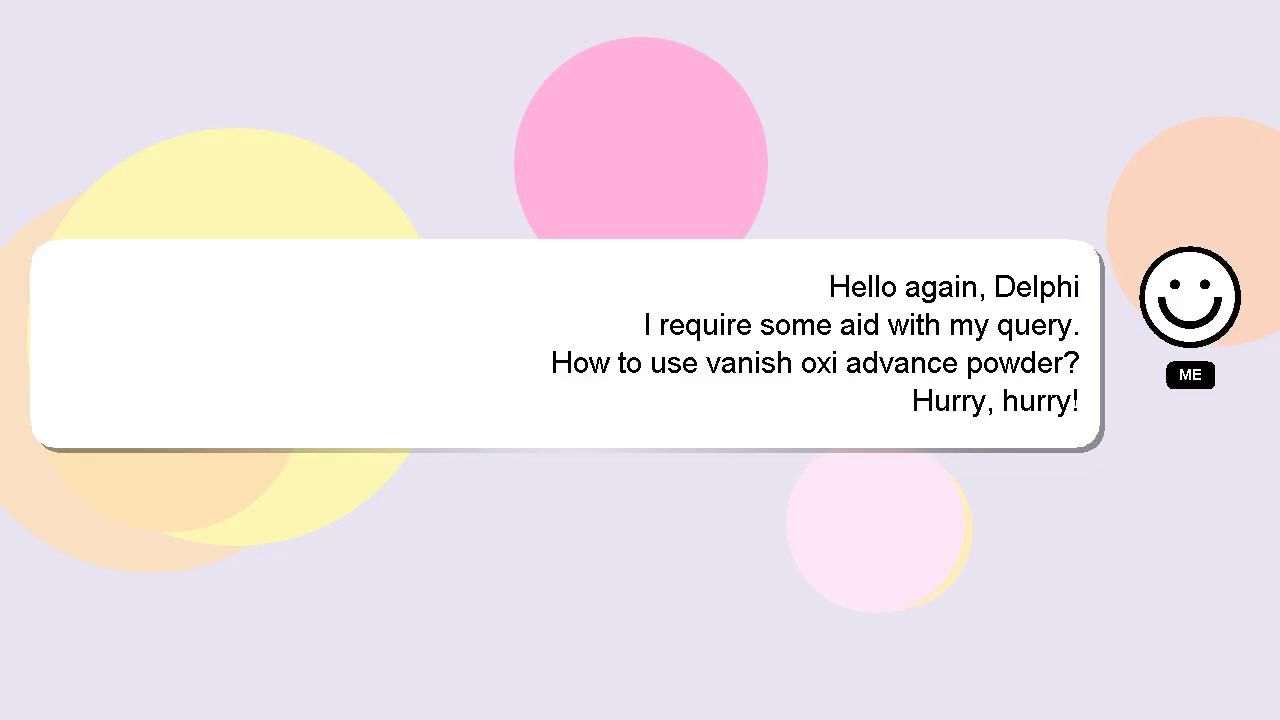 Hello again, Delphi
I require some aid with my query.
How to use vanish oxi advance powder?
Hurry, hurry!
ME